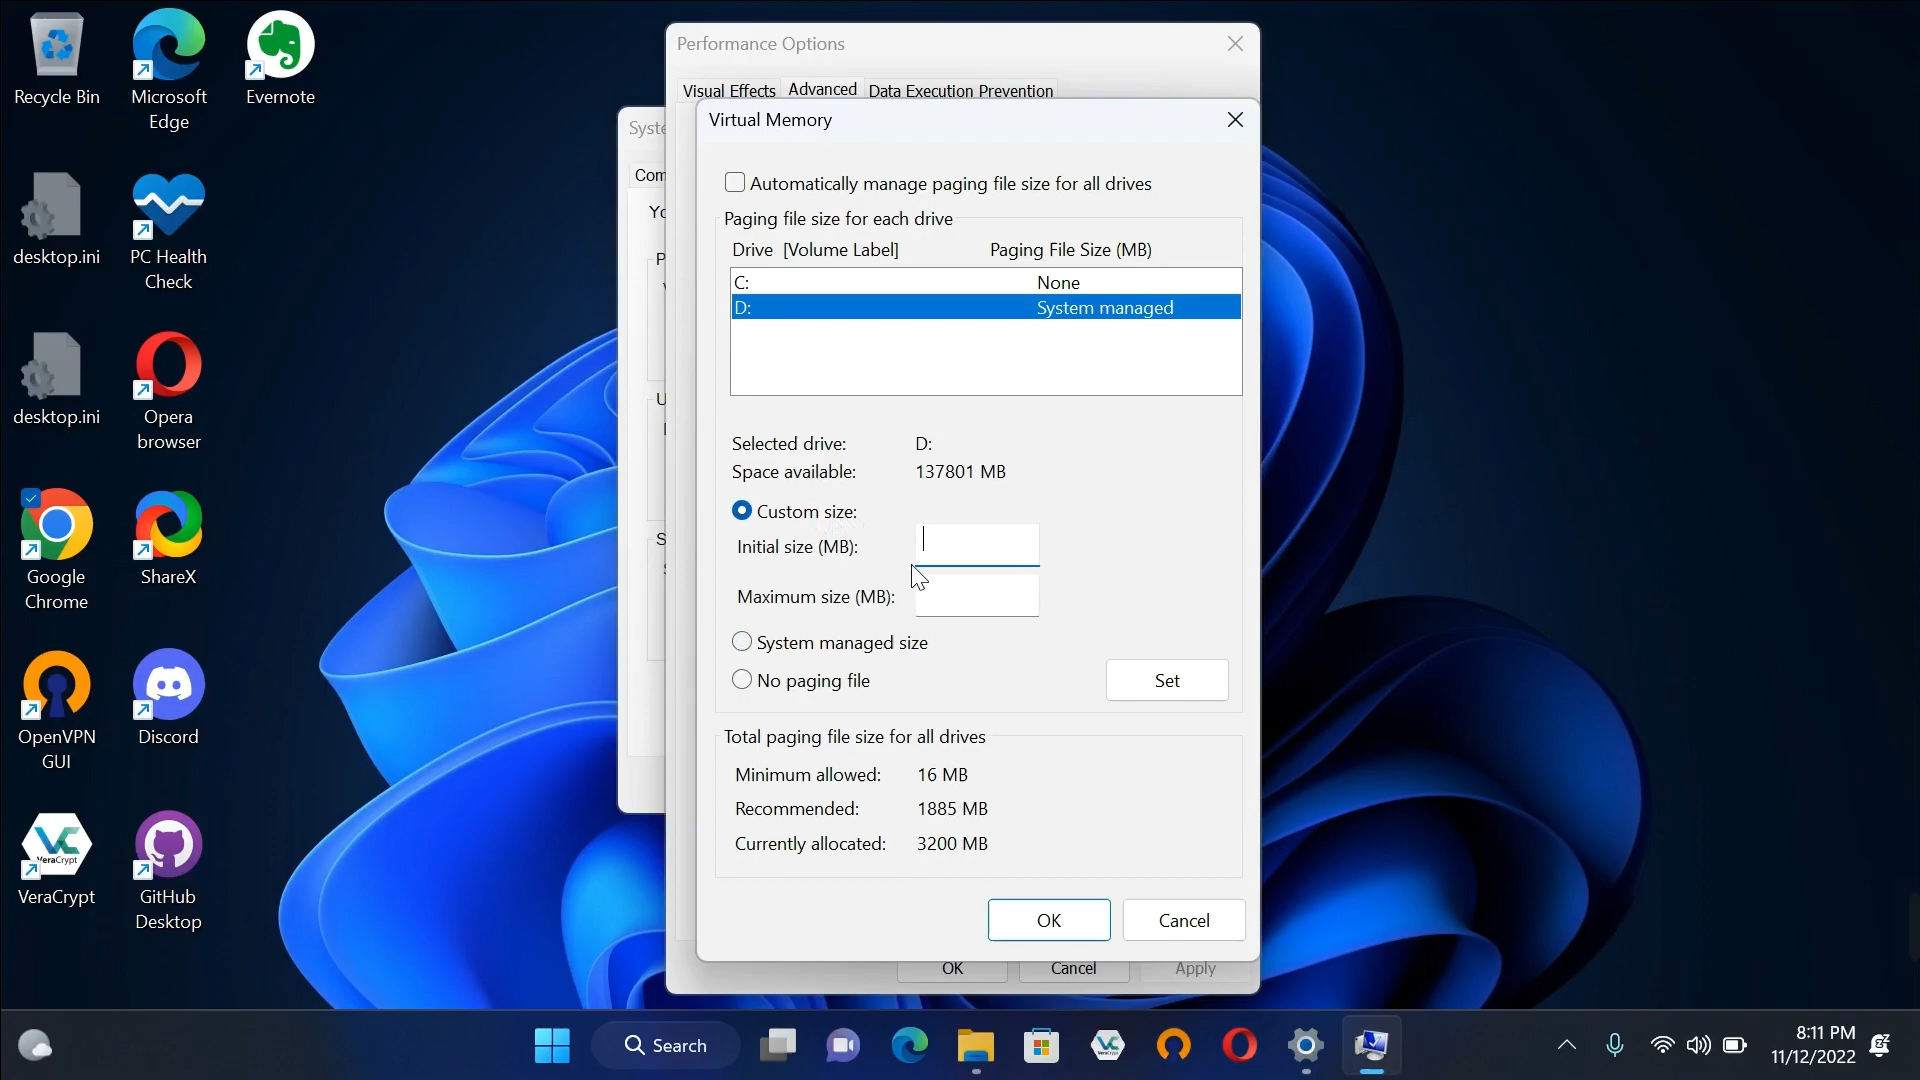 Recycle Bin
Microsoft
Edge
Evernote
desktop.ini
PC Health
Check
desktop.ini
Opera
browser
Google
Chrome
ShareX
OpenVPN
GUI
Discord
VeraCrypt
VeraCrypt
GitHub
Desktop
Performance Options
Visual Effects Advanced Data Execution Prevention
Syste
Com
Yo
Virtual Memory
Automatically manage paging file size for all drives
Paging file size for each drive
Drive [Volume Label] Paging File Size (MB)
C: None
D: System managed
Selected drive: D:
Space available: 137801 MB
Custom size:
Initial size (MB):
Maximum size (MB):
System managed size
No paging file
Set
Total paging file size for all drives
Minimum allowed: 16 MB
Recommended: 1885 MB
Currently allocated: 3200 MB
OK Cancel
OK Cancel Apply
Search
8:11 PM
11/12/2022